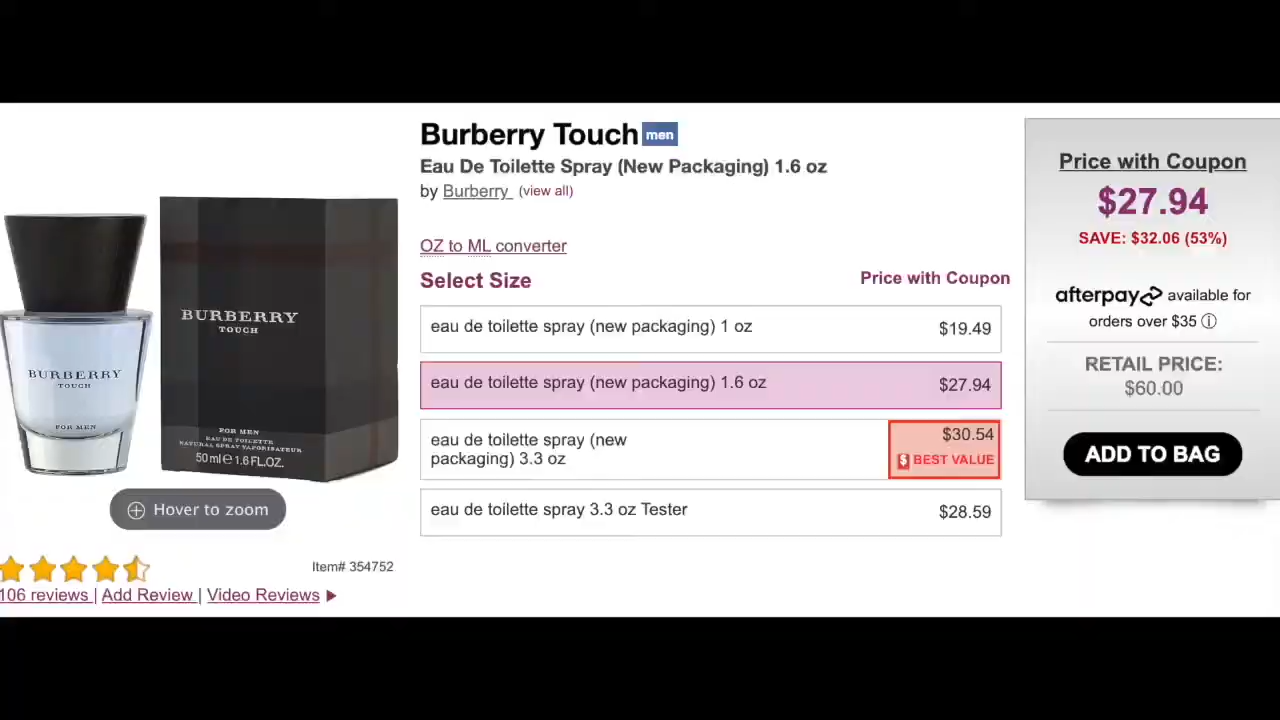 Burberry Touch men
Eau De Toilette Spray (New Packaging) 1.6 oz
by Burberry (view all)
OZ to ML converter
Select Size
Price with Coupon
eau de toilette spray (new packaging) 1 oz
$19.49
eau de toilette spray (new packaging) 1.6 oz
$27.94
eau de toilette spray (new
packaging) 3.3 oz
$30.54
$ BEST VALUE
eau de toilette spray 3.3 oz Tester
$28.59
Price with Coupon
$27.94
SAVE: $32.06 (53%)
afterpay available for
orders over $35 ⓘ
RETAIL PRICE:
$60.00
ADD TO BAG
BURBERRY
TOUCH
FOR MEN
BURBERRY
TOUCH
FOR MEN
EAU DE TOILETTE
NATURAL SPRAY VAPORISATEUR
50 ml ℮ 1.6 FL.OZ.
Hover to zoom
Item# 354752
106 reviews | Add Review | Video Reviews